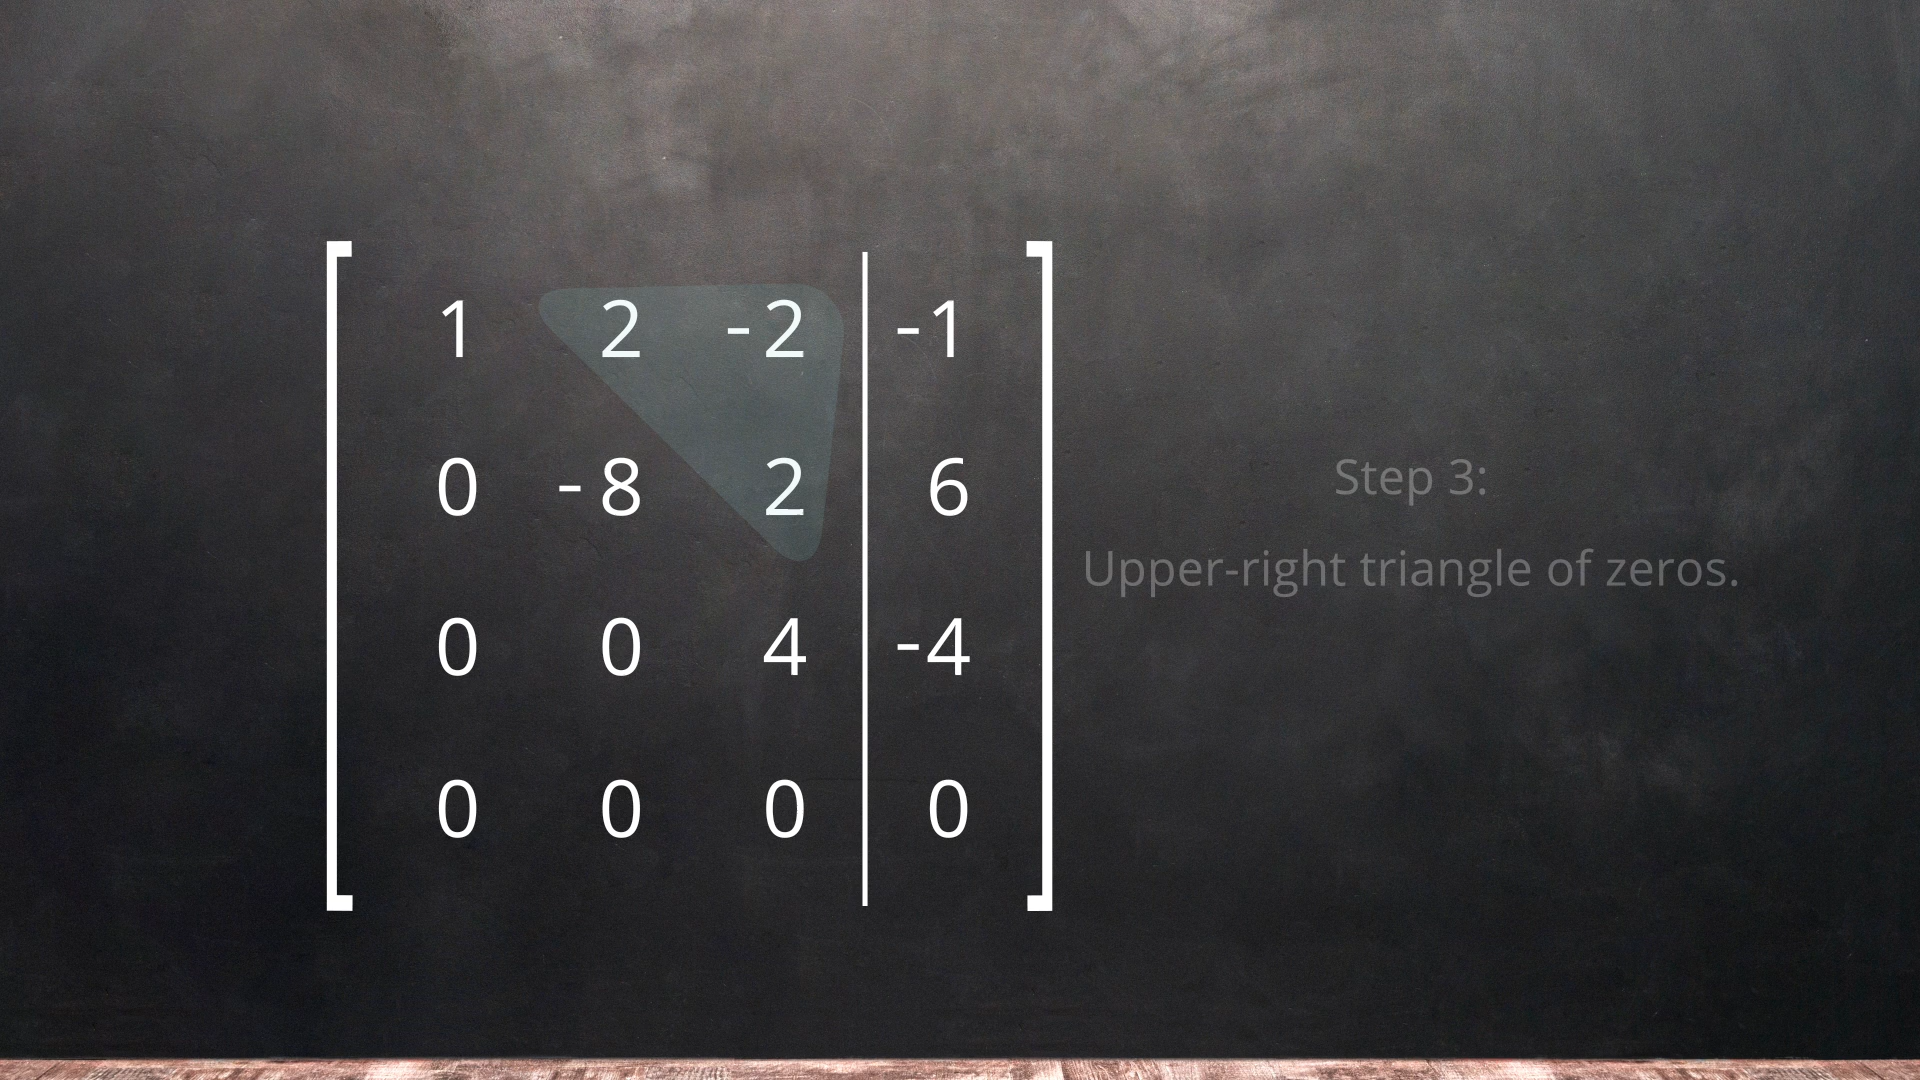 1 2 -2 -1
0 -8 2 6
0 0 4 -4
0 0 0 0
Step 3:
Upper-right triangle of zeros.